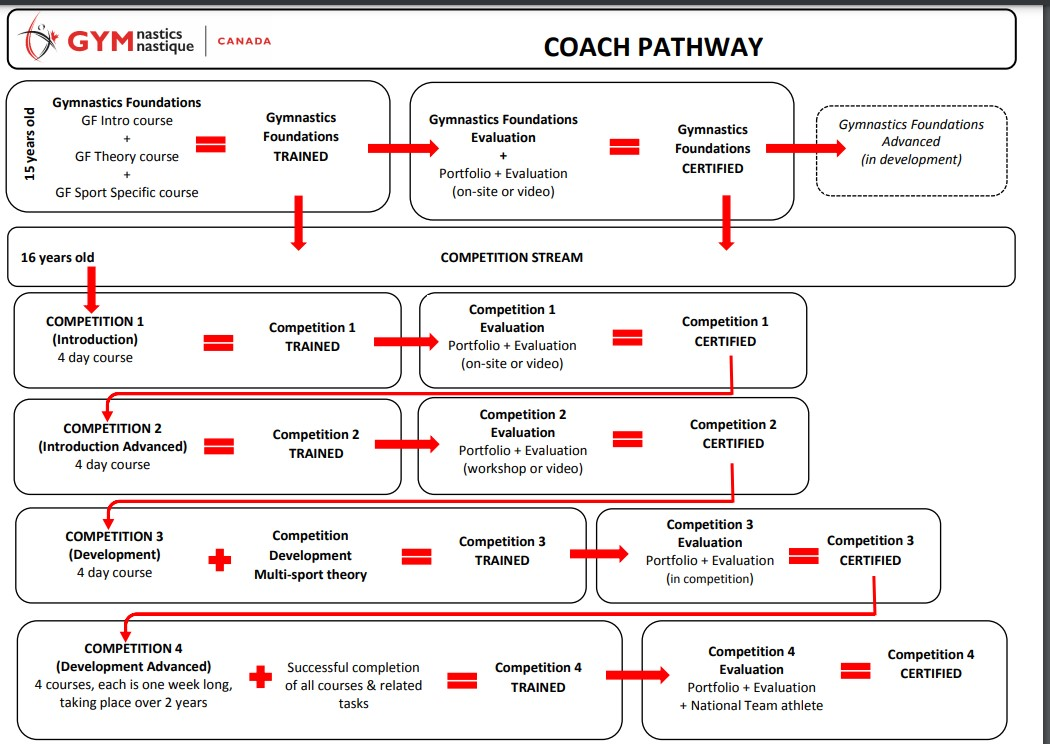 GYMnastics
nastique
CANADA
COACH PATHWAY
15 years old
Gymnastics Foundations
GF Intro course
+
GF Theory course
+
GF Sport Specific course
Gymnastics
Foundations
TRAINED
Gymnastics Foundations
Evaluation
+
Portfolio + Evaluation
(on-site or video)
Gymnastics
Foundations
CERTIFIED
Gymnastics Foundations
Advanced
(in development)
16 years old
COMPETITION STREAM
COMPETITION 1
(Introduction)
4 day course
Competition 1
TRAINED
Competition 1
Evaluation
Portfolio + Evaluation
(on-site or video)
Competition 1
CERTIFIED
COMPETITION 2
(Introduction Advanced)
4 day course
Competition 2
TRAINED
Competition 2
Evaluation
Portfolio + Evaluation
(workshop or video)
Competition 2
CERTIFIED
COMPETITION 3
(Development)
4 day course
Competition
Development
Multi-sport theory
Competition 3
TRAINED
Competition 3
Evaluation
Portfolio + Evaluation
(in competition)
Competition 3
CERTIFIED
COMPETITION 4
(Development Advanced)
4 courses, each is one week long,
taking place over 2 years
Successful completion
of all courses & related
tasks
Competition 4
TRAINED
Competition 4
Evaluation
Portfolio + Evaluation
+ National Team athlete
Competition 4
CERTIFIED